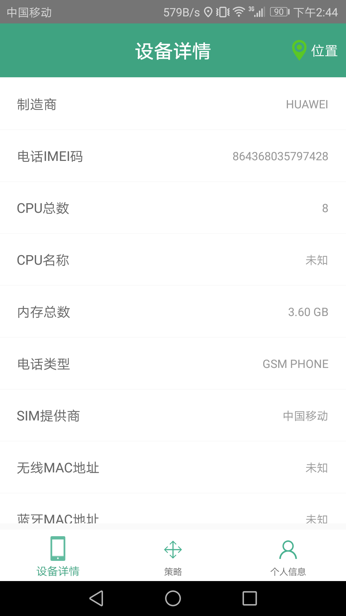 中国移动 579B/s 90 下午2:44
设备详情 位置
制造商 HUAWEI
电话IMEI码 864368035797428
CPU总数 8
CPU名称 未知
内存总数 3.60 GB
电话类型 GSM PHONE
SIM提供商 中国移动
无线MAC地址 未知
蓝牙MAC地址 未知
设备详情 策略 个人信息